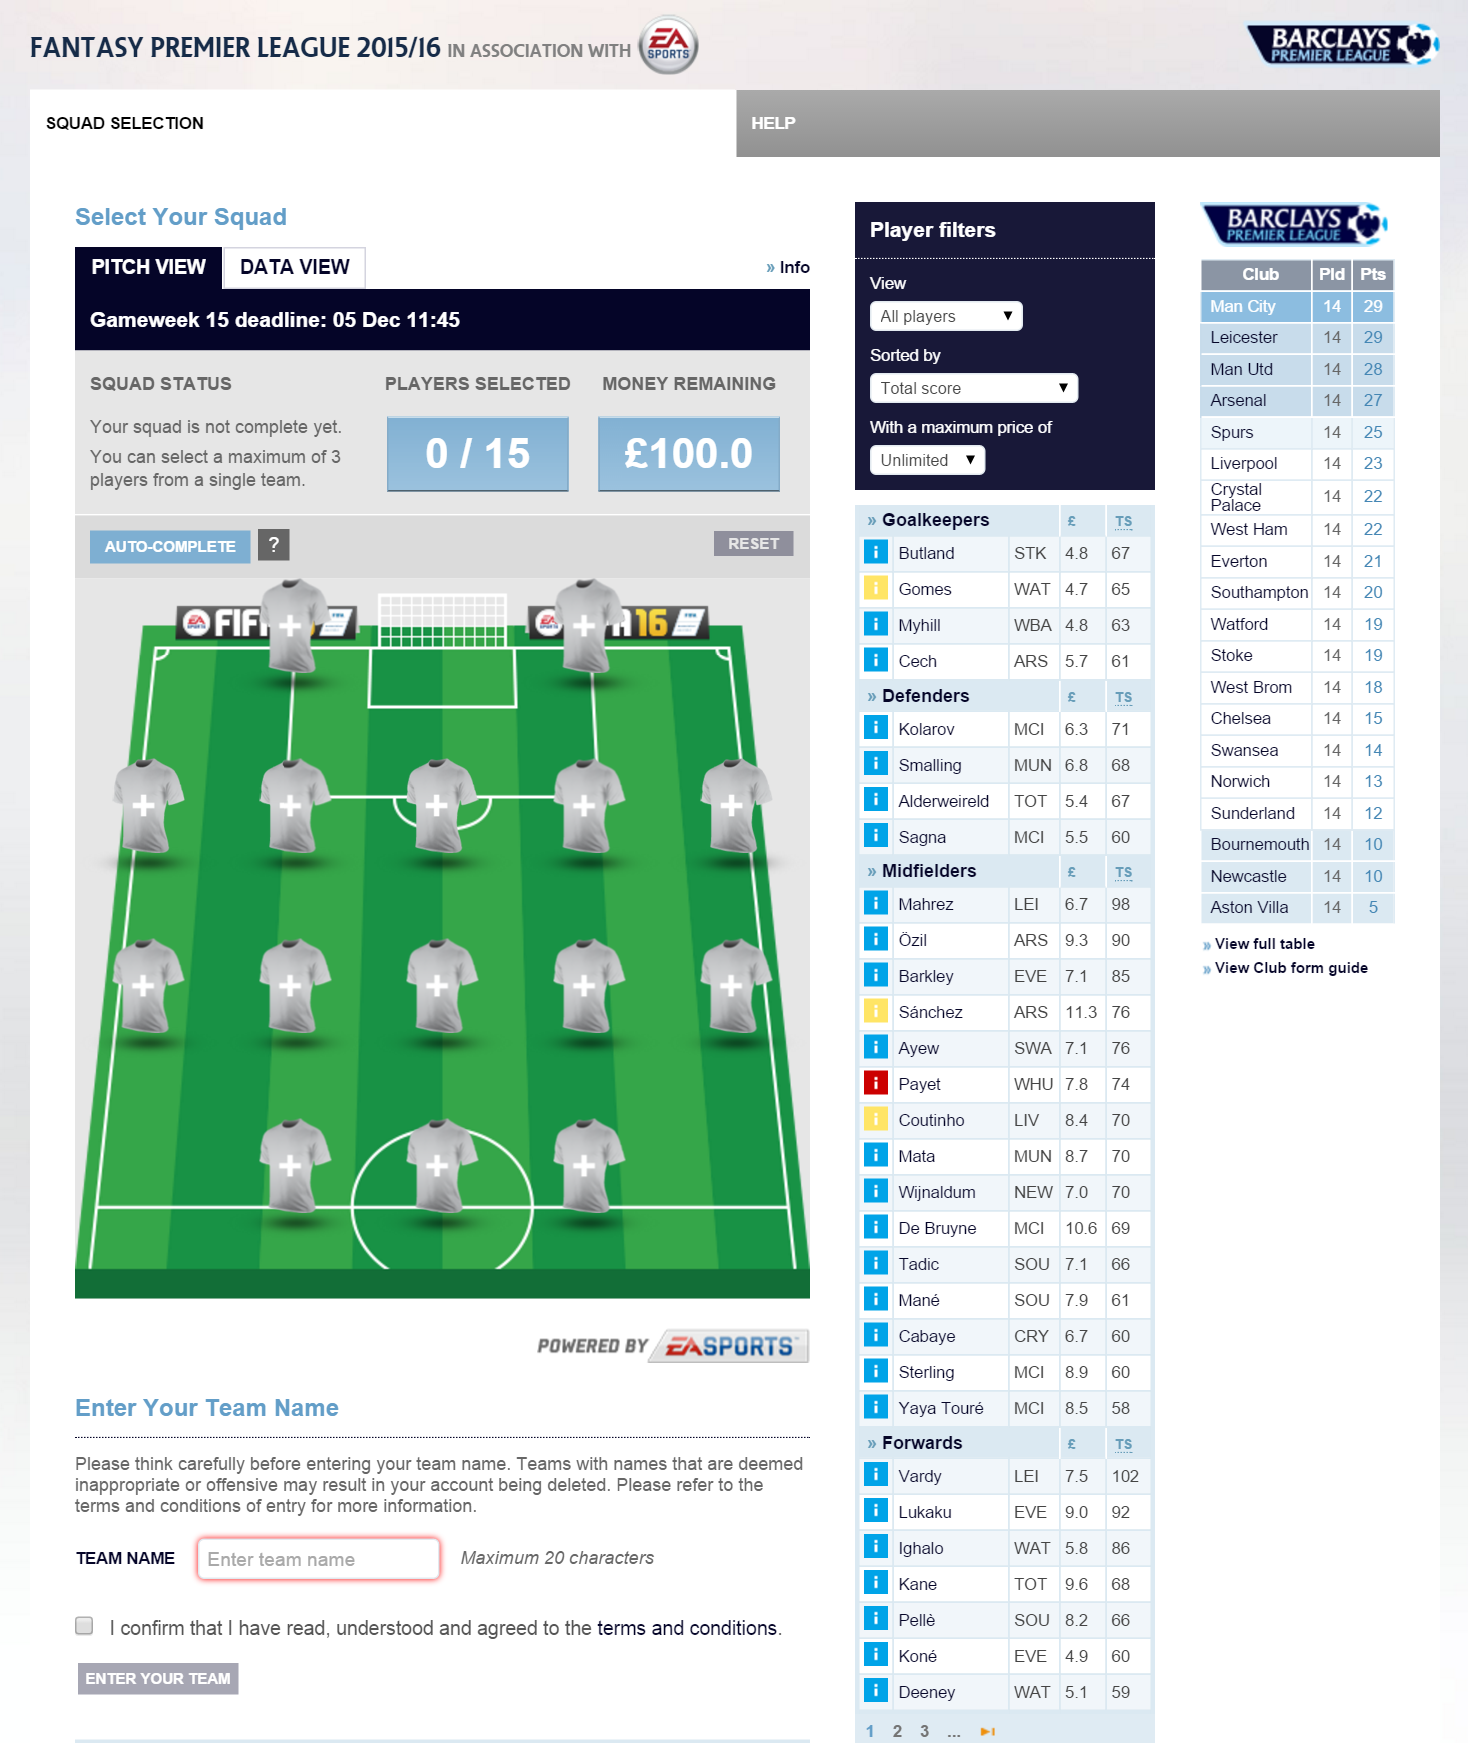 FANTASY PREMIER LEAGUE 2015/16 IN ASSOCIATION WITH EA SPORTS
BARCLAYS
PREMIER LEAGUE
SQUAD SELECTION
HELP
Select Your Squad
PITCH VIEW DATA VIEW
» Info
Gameweek 15 deadline: 05 Dec 11:45
SQUAD STATUS PLAYERS SELECTED MONEY REMAINING
Your squad is not complete yet.
You can select a maximum of 3
players from a single team.
0 / 15 £100.0
AUTO-COMPLETE ? RESET
EA SPORTS FIF
EA SPORTS A 16
POWERED BY EA SPORTS™
Enter Your Team Name
Please think carefully before entering your team name. Teams with names that are deemed
inappropriate or offensive may result in your account being deleted. Please refer to the
terms and conditions of entry for more information.
TEAM NAME Enter team name Maximum 20 characters
I confirm that I have read, understood and agreed to the terms and conditions.
ENTER YOUR TEAM
Player filters
View
All players ▼
Sorted by
Total score ▼
With a maximum price of
Unlimited ▼
» Goalkeepers £ TS
i Butland STK 4.8 67
i Gomes WAT 4.7 65
i Myhill WBA 4.8 63
i Cech ARS 5.7 61
» Defenders £ TS
i Kolarov MCI 6.3 71
i Smalling MUN 6.8 68
i Alderweireld TOT 5.4 67
i Sagna MCI 5.5 60
» Midfielders £ TS
i Mahrez LEI 6.7 98
i Özil ARS 9.3 90
i Barkley EVE 7.1 85
i Sánchez ARS 11.3 76
i Ayew SWA 7.1 76
i Payet WHU 7.8 74
i Coutinho LIV 8.4 70
i Mata MUN 8.7 70
i Wijnaldum NEW 7.0 70
i De Bruyne MCI 10.6 69
i Tadic SOU 7.1 66
i Mané SOU 7.9 61
i Cabaye CRY 6.7 60
i Sterling MCI 8.9 60
i Yaya Touré MCI 8.5 58
» Forwards £ TS
i Vardy LEI 7.5 102
i Lukaku EVE 9.0 92
i Ighalo WAT 5.8 86
i Kane TOT 9.6 68
i Pellè SOU 8.2 66
i Koné EVE 4.9 60
i Deeney WAT 5.1 59
1 2 3 ...
BARCLAYS
PREMIER LEAGUE
Club Pld Pts
Man City 14 29
Leicester 14 29
Man Utd 14 28
Arsenal 14 27
Spurs 14 25
Liverpool 14 23
Crystal
Palace 14 22
West Ham 14 22
Everton 14 21
Southampton 14 20
Watford 14 19
Stoke 14 19
West Brom 14 18
Chelsea 14 15
Swansea 14 14
Norwich 14 13
Sunderland 14 12
Bournemouth 14 10
Newcastle 14 10
Aston Villa 14 5
» View full table
» View Club form guide